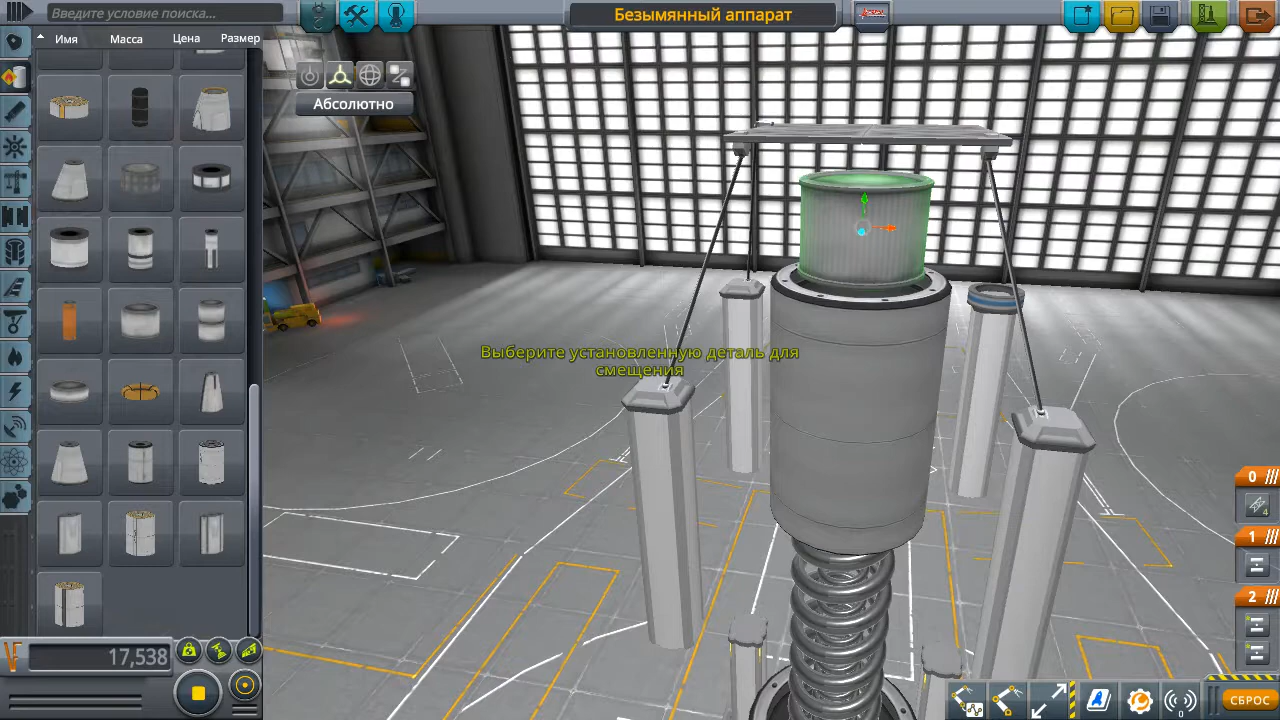 Введите условие поиска...
Безымянный аппарат
Имя Масса Цена Размер
Абсолютно
Выберите установленную деталь для
смещения
0
4
1
2
17,538
СБРОС